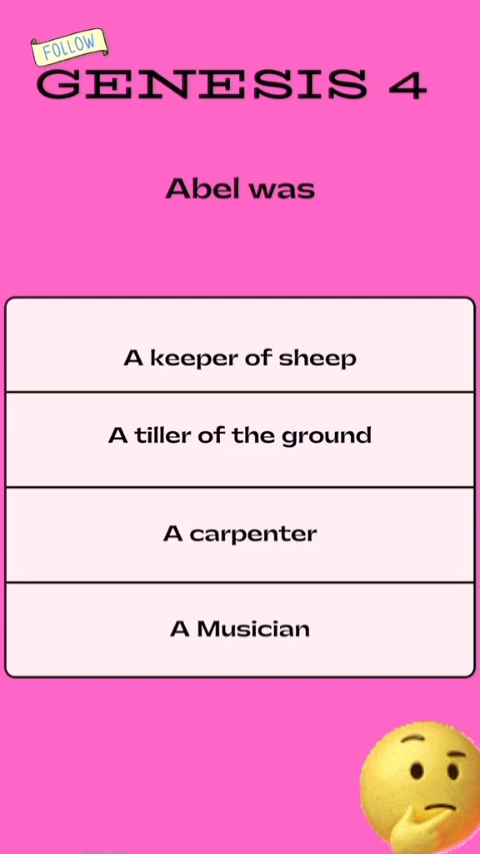 FOLLOW
GENESIS 4
Abel was
A keeper of sheep
A tiller of the ground
A carpenter
A Musician